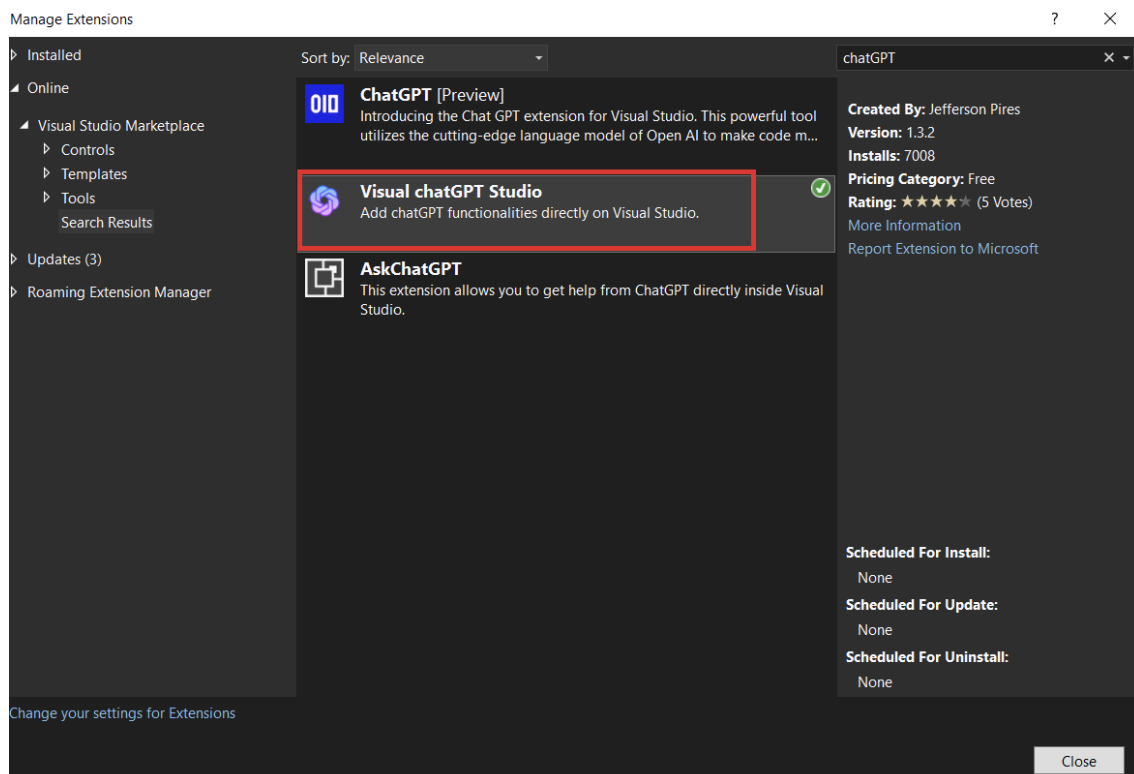 Manage Extensions
?
Installed
Online
Visual Studio Marketplace
Controls
Templates
Tools
Search Results
Updates (3)
Roaming Extension Manager
Sort by: Relevance
ChatGPT [Preview]
Introducing the Chat GPT extension for Visual Studio. This powerful tool
utilizes the cutting-edge language model of Open AI to make code m...
Visual chatGPT Studio
Add chatGPT functionalities directly on Visual Studio.
AskChatGPT
This extension allows you to get help from ChatGPT directly inside Visual
Studio.
chatGPT
Created By: Jefferson Pires
Version: 1.3.2
Installs: 7008
Pricing Category: Free
Rating: ★★★★★ (5 Votes)
More Information
Report Extension to Microsoft
Scheduled For Install:
None
Scheduled For Update:
None
Scheduled For Uninstall:
None
Change your settings for Extensions
Close